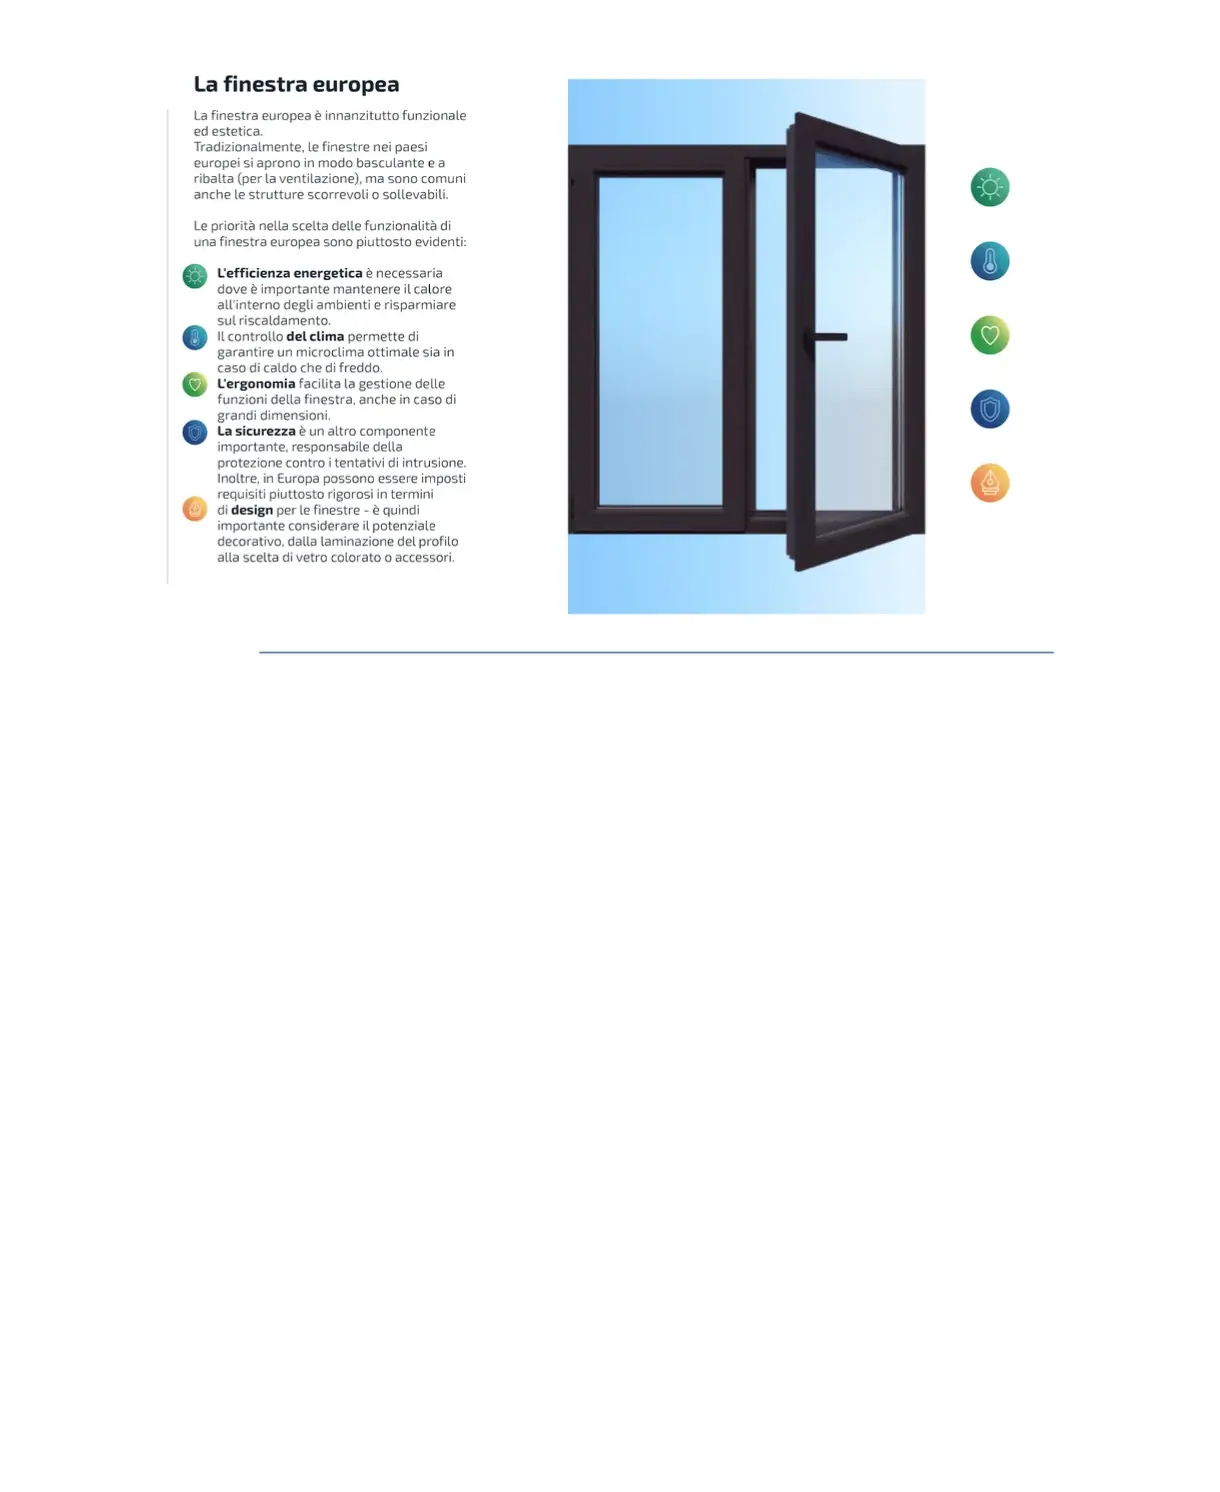 La finestra europea
La finestra europea è innanzitutto funzionale
ed estetica.
Tradizionalmente, le finestre nei paesi
europei si aprono in modo basculante e a
ribalta (per la ventilazione), ma sono comuni
anche le strutture scorrevoli o sollevabili.
Le priorità nella scelta delle funzionalità di
una finestra europea sono piuttosto evidenti:
L'efficienza energetica è necessaria
dove è importante mantenere il calore
all'interno degli ambienti e risparmiare
sul riscaldamento.
Il controllo del clima permette di
garantire un microclima ottimale sia in
caso di caldo che di freddo.
L'ergonomia facilita la gestione delle
funzioni della finestra, anche in caso di
grandi dimensioni.
La sicurezza è un altro componente
importante, responsabile della
protezione contro i tentativi di intrusione.
Inoltre, in Europa possono essere imposti
requisiti piuttosto rigorosi in termini
di design per le finestre - è quindi
importante considerare il potenziale
decorativo, dalla laminazione del profilo
alla scelta di vetro colorato o accessori.